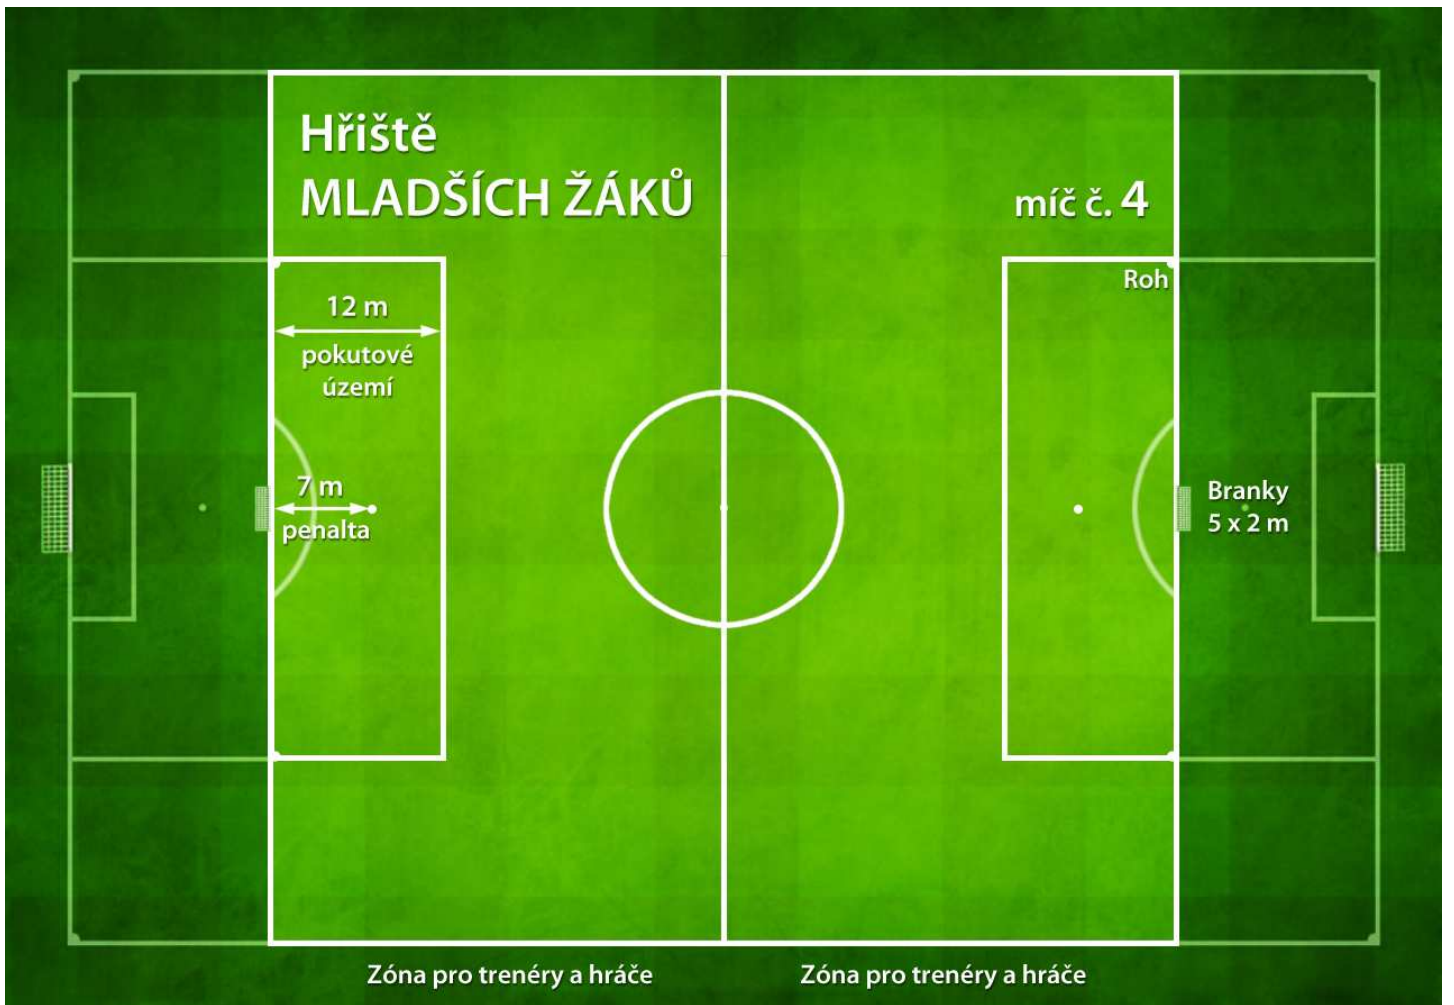 Hřiště
MLADŠÍCH ŽÁKŮ
míč č. 4
Roh
12 m
pokutové
území
7 m
penalta
Branky
5 x 2 m
Zóna pro trenéry a hráče
Zóna pro trenéry a hráče